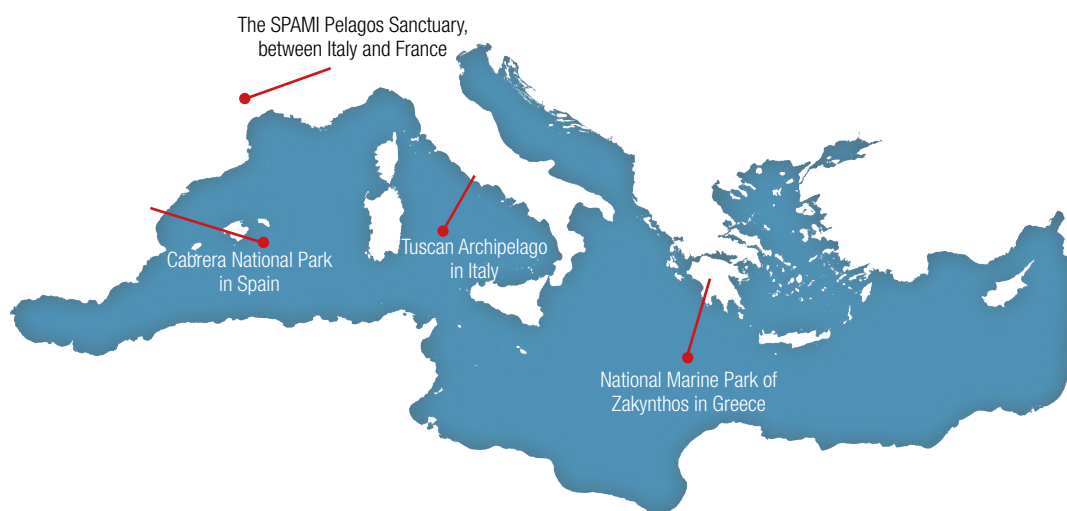 The SPAMI Pelagos Sanctuary,
between Italy and France
Cabrera National Park
in Spain
Tuscan Archipelago
in Italy
National Marine Park of
Zakynthos in Greece